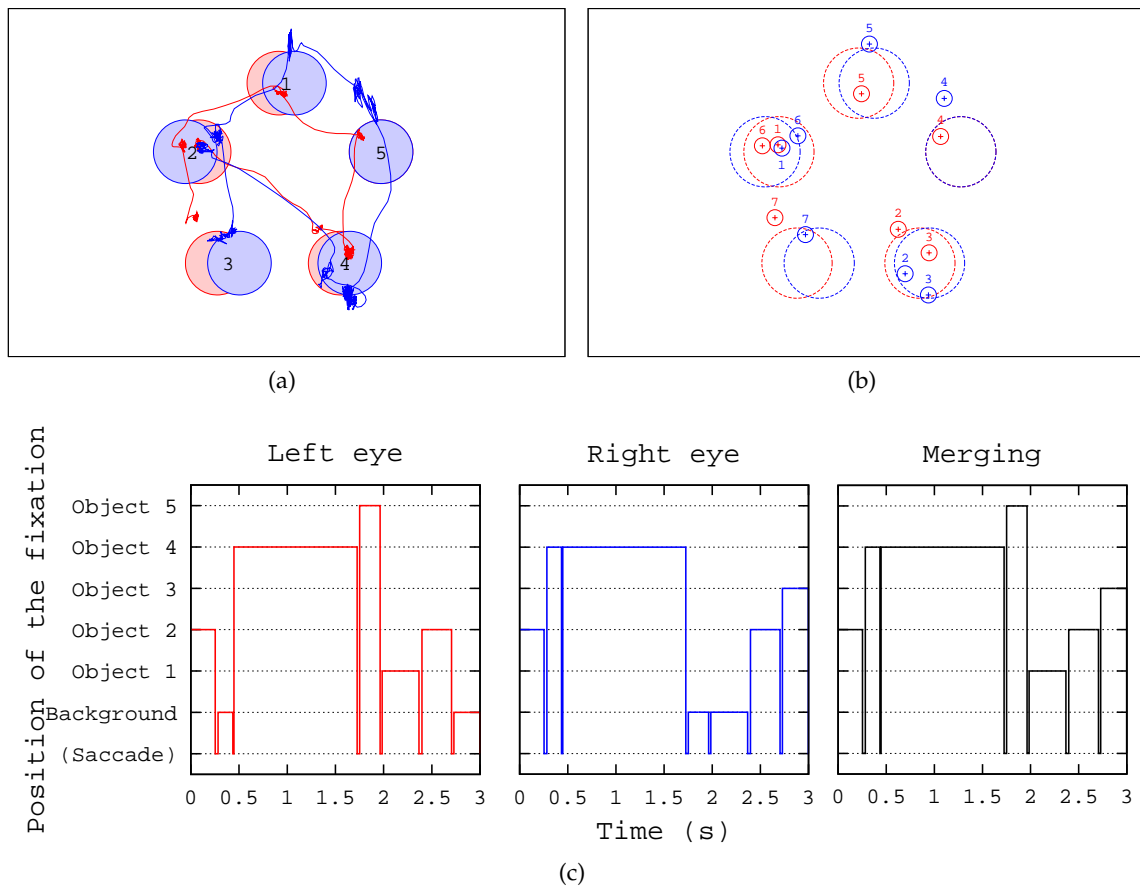 1
2
5
3
4
(a)
5
4
5
4
6
1
6
1
7
2
7
3
2
3
(b)
Position of the fixation
Left eye
Right eye
Merging
Object 5
Object 4
Object 3
Object 2
Object 1
Background
(Saccade)
0 0.5 1 1.5 2 2.5 3
0 0.5 1 1.5 2 2.5 3
0 0.5 1 1.5 2 2.5 3
Time (s)
(c)